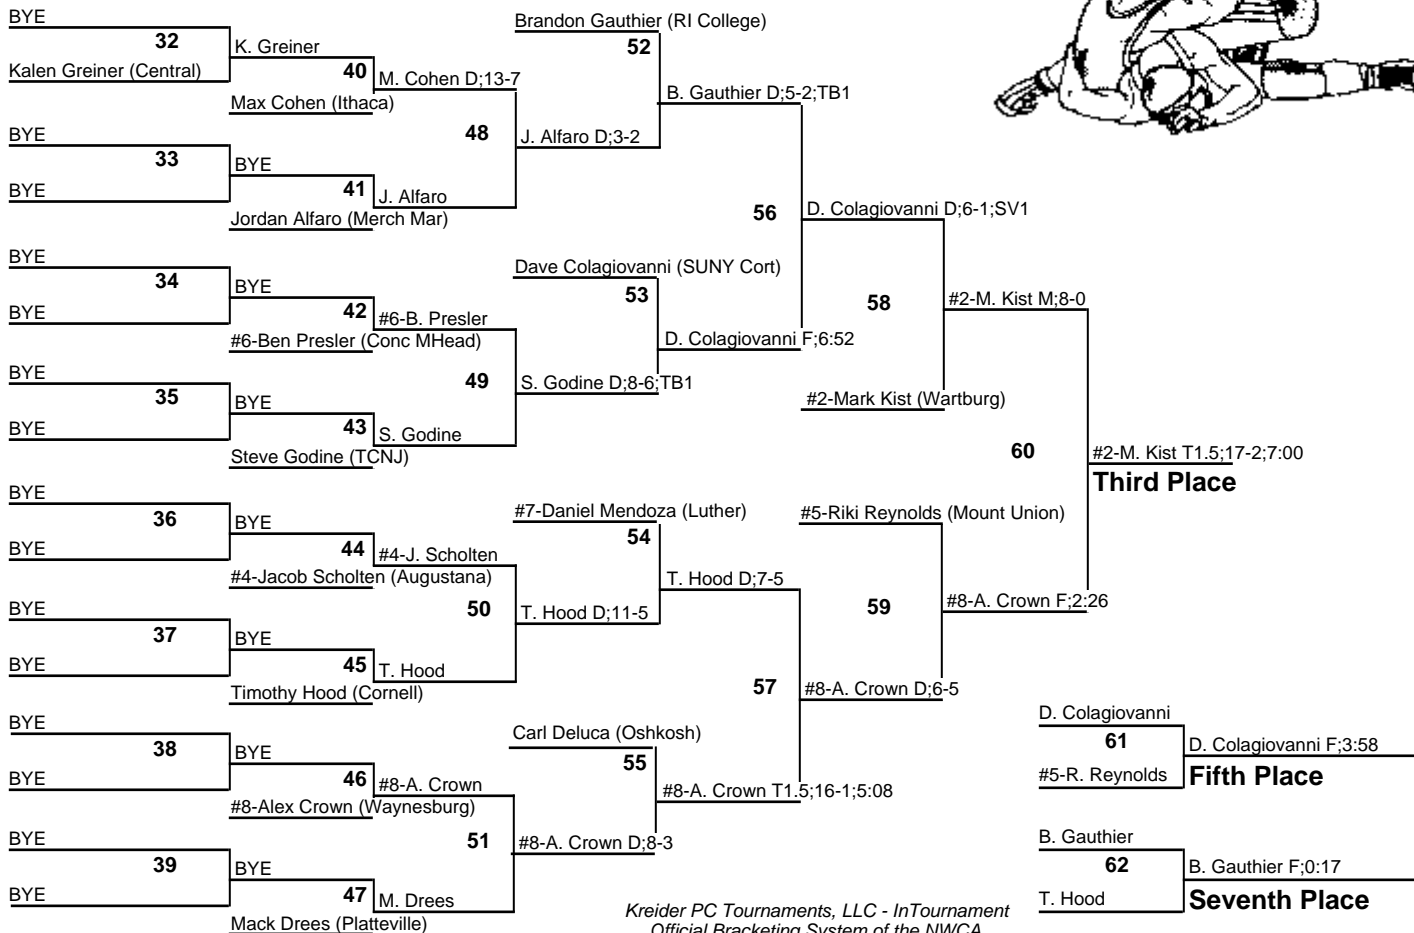 BYE
32
Kalen Greiner (Central)
K. Greiner
40
Max Cohen (Ithaca)
M. Cohen D;13-7
BYE
33
BYE
BYE
41
Jordan Alfaro (Merch Mar)
J. Alfaro
48
J. Alfaro D;3-2
Brandon Gauthier (RI College)
52
B. Gauthier D;5-2;TB1
BYE
34
BYE
BYE
42
#6-Ben Presler (Conc MHead)
#6-B. Presler
BYE
35
BYE
BYE
43
Steve Godine (TCNJ)
S. Godine
49
S. Godine D;8-6;TB1
Dave Colagiovanni (SUNY Cort)
53
D. Colagiovanni F;6:52
56
D. Colagiovanni D;6-1;SV1
58
#2-Mark Kist (Wartburg)
#2-M. Kist M;8-0
BYE
36
BYE
BYE
44
#4-Jacob Scholten (Augustana)
#4-J. Scholten
BYE
37
BYE
BYE
45
Timothy Hood (Cornell)
T. Hood
50
T. Hood D;11-5
#7-Daniel Mendoza (Luther)
54
T. Hood D;7-5
BYE
38
BYE
BYE
46
#8-Alex Crown (Waynesburg)
#8-A. Crown
BYE
39
BYE
BYE
47
Mack Drees (Platteville)
M. Drees
51
#8-A. Crown D;8-3
Carl Deluca (Oshkosh)
55
#8-A. Crown T1.5;16-1;5:08
57
#8-A. Crown D;6-5
#5-Riki Reynolds (Mount Union)
59
#8-A. Crown F;2:26
60
#2-M. Kist T1.5;17-2;7:00
Third Place
D. Colagiovanni
61
#5-R. Reynolds
D. Colagiovanni F;3:58
Fifth Place
B. Gauthier
62
T. Hood
B. Gauthier F;0:17
Seventh Place
Kreider PC Tournaments, LLC - InTournament
Official Bracketing System of the NWCA